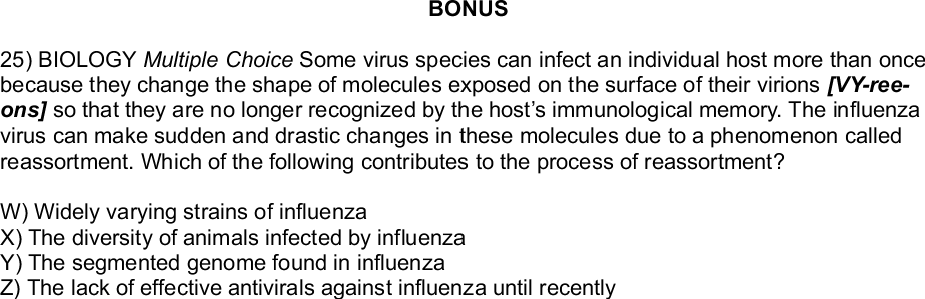 BONUS
25) BIOLOGY Multiple Choice Some virus species can infect an individual host more than once
because they change the shape of molecules exposed on the surface of their virions [VY-ree-
ons] so that they are no longer recognized by the host’s immunological memory. The influenza
virus can make sudden and drastic changes in these molecules due to a phenomenon called
reassortment. Which of the following contributes to the process of reassortment?
W) Widely varying strains of influenza
X) The diversity of animals infected by influenza
Y) The segmented genome found in influenza
Z) The lack of effective antivirals against influenza until recently